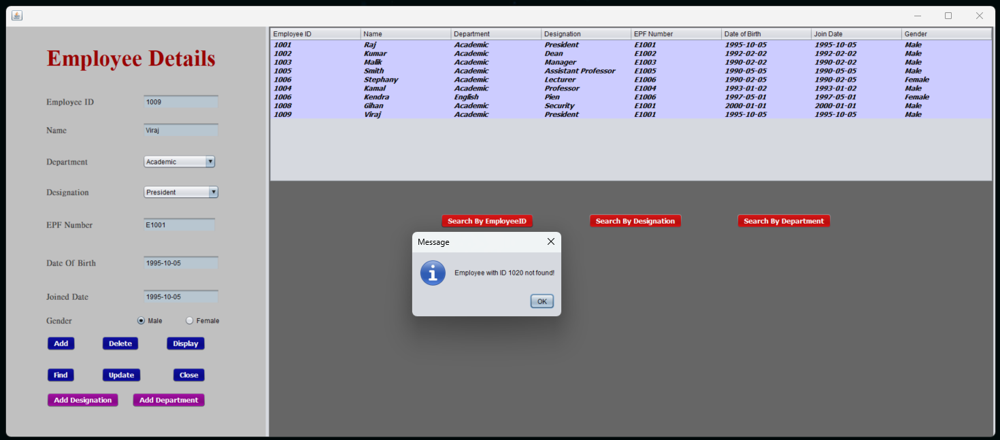 Employee Details
Employee ID 1009
Name Viraj
Department Academic
Designation President
EPF Number E1001
Date Of Birth 1995-10-05
Joined Date 1995-10-05
Gender Male Female
Add Delete Display
Find Update Close
Add Designation Add Department
Employee ID Name Department Designation EPF Number Date of Birth Join Date Gender
1001 Raj Academic President E1001 1995-10-05 1995-10-05 Male
1002 Kumar Academic Dean E1002 1992-02-02 1992-02-02 Male
1003 Malik Academic Manager E1003 1990-02-02 1990-02-02 Male
1005 Smith Academic Assistant Professor E1005 1990-05-05 1990-05-05 Male
1006 Stephany Academic Lecturer E1006 1990-02-05 1990-02-05 Female
1004 Kamal Academic Professor E1004 1993-01-02 1993-01-02 Male
1006 Kendra English Pien E1006 1997-05-01 1997-05-01 Female
1008 Gihan Academic Security E1001 2000-01-01 2000-01-01 Male
1009 Viraj Academic President E1001 1995-10-05 1995-10-05 Male
Search By EmployeeID Search By Designation Search By Department
Message
Employee with ID 1020 not found!
OK